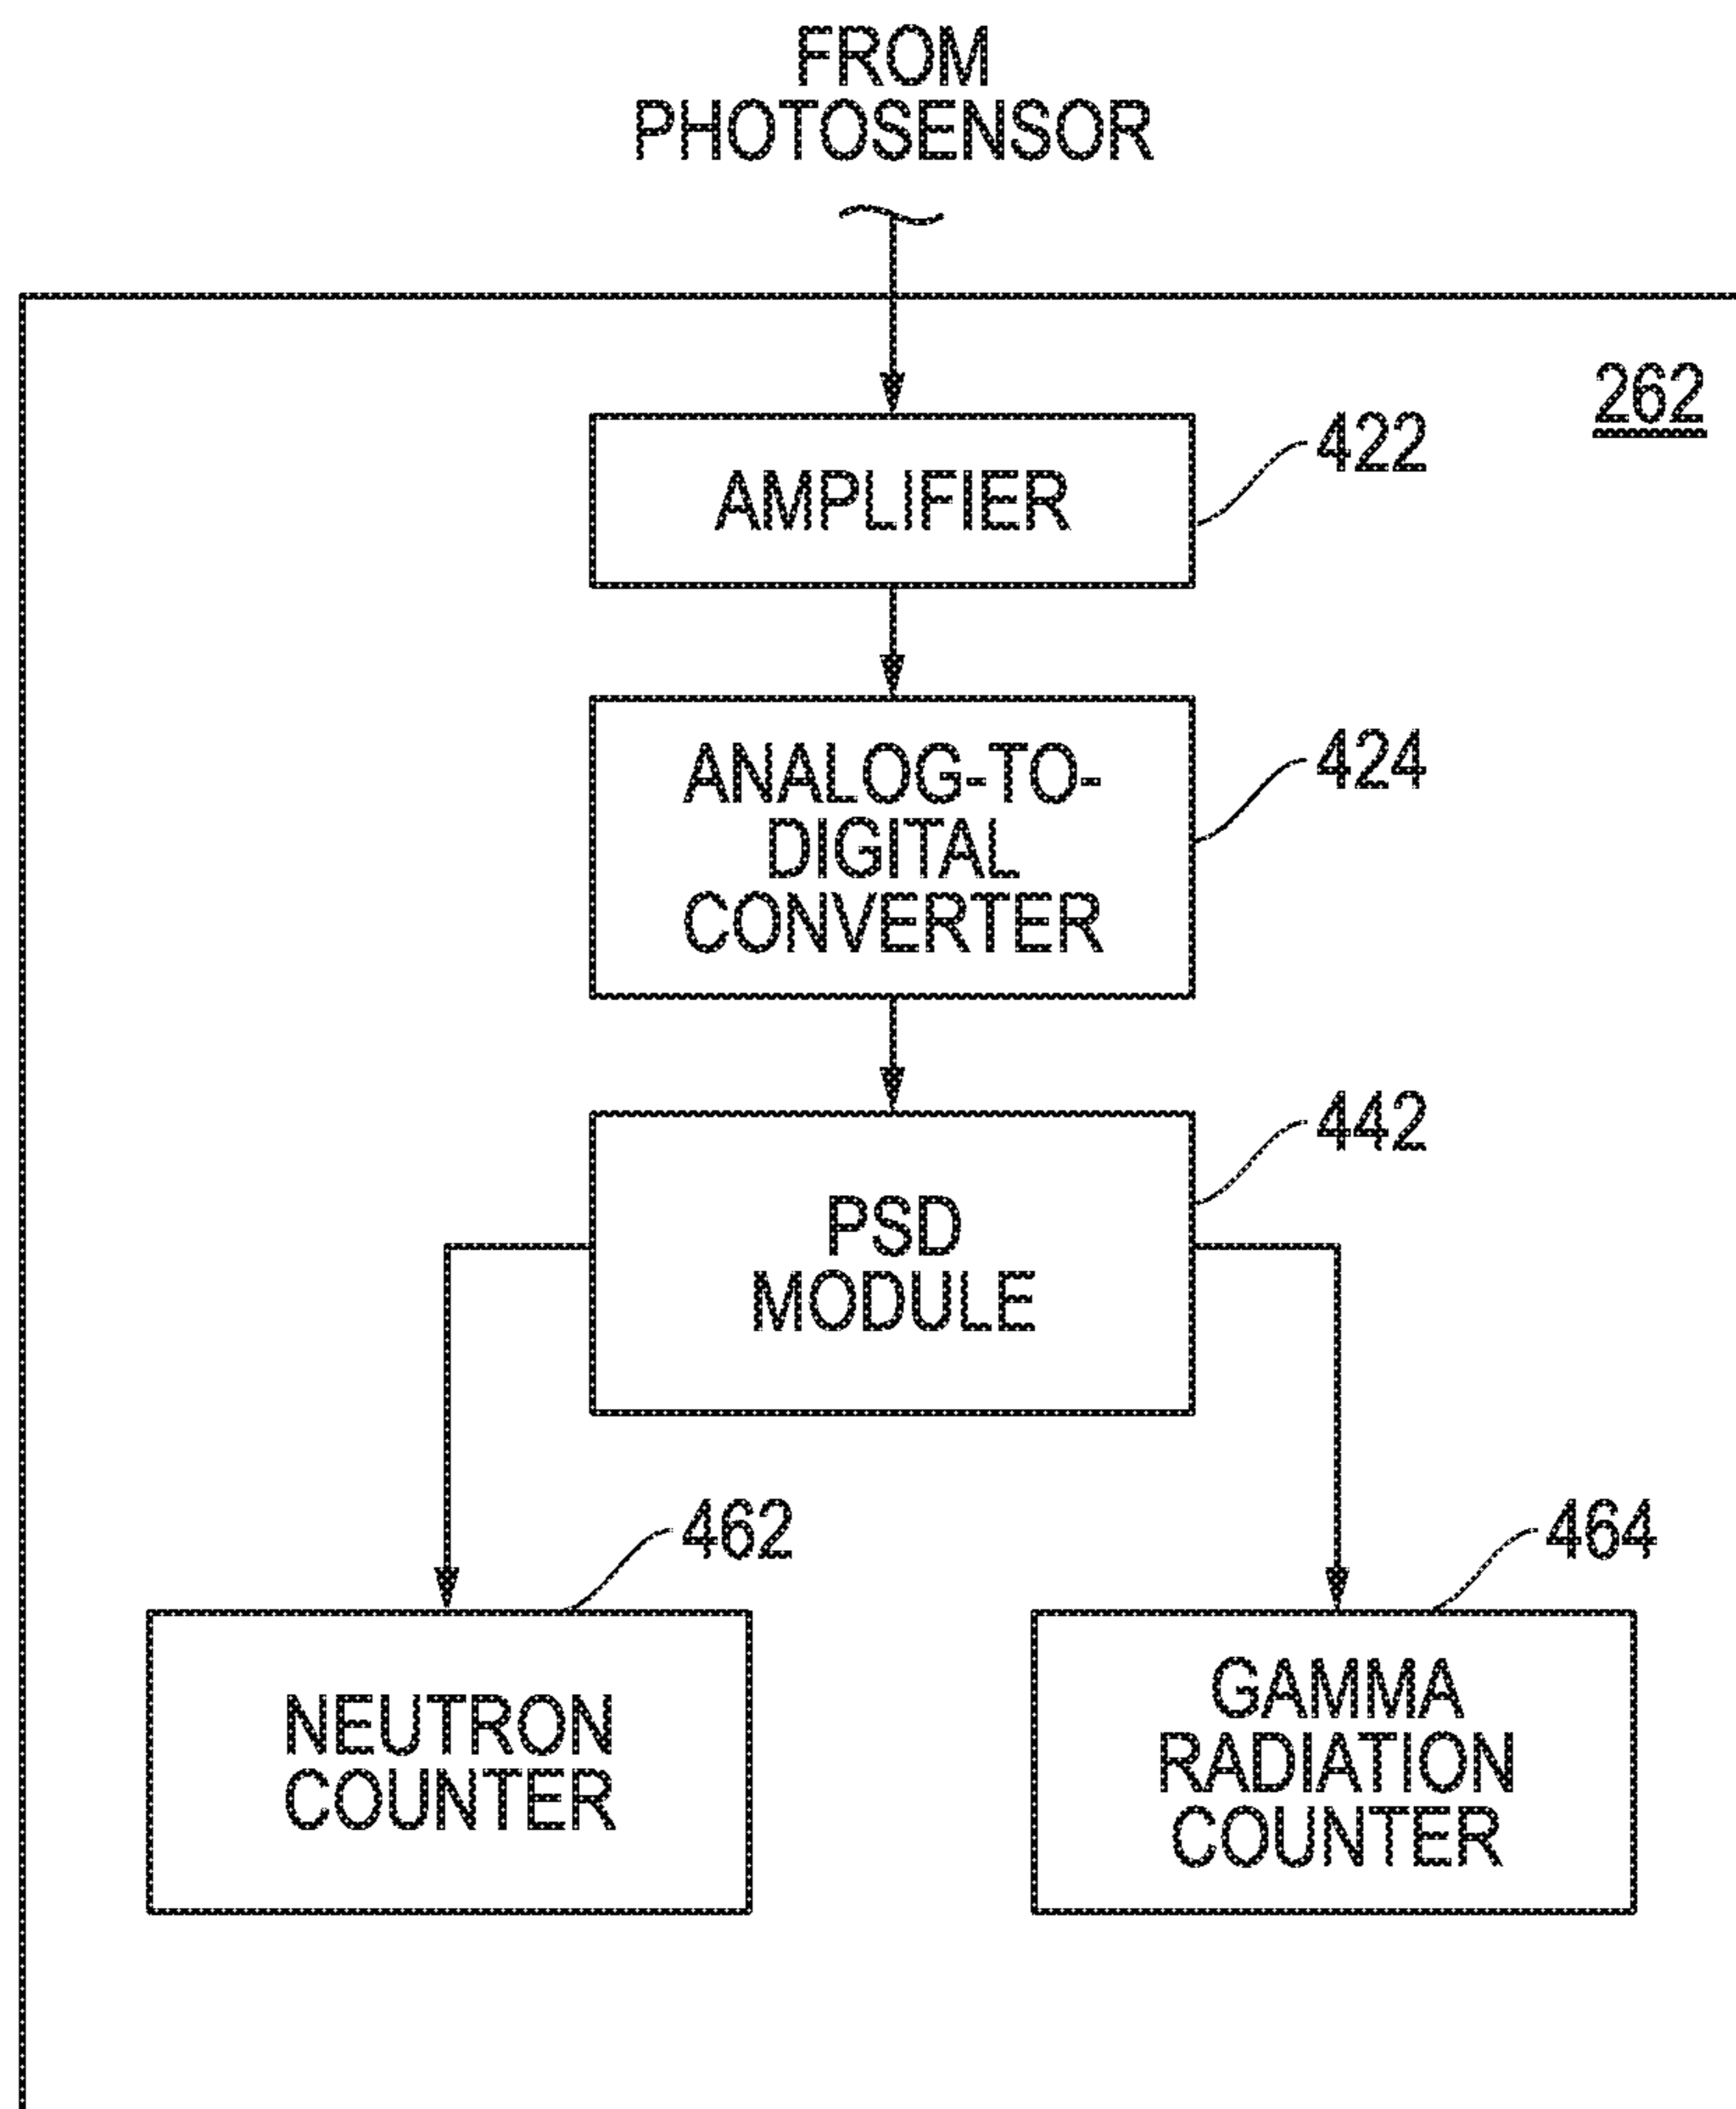 FROM
PHOTOSENSOR
262
422
AMPLIFIER
424
ANALOG-TO-
DIGITAL
CONVERTER
442
PSD
MODULE
462
NEUTRON
COUNTER
464
GAMMA
RADIATION
COUNTER